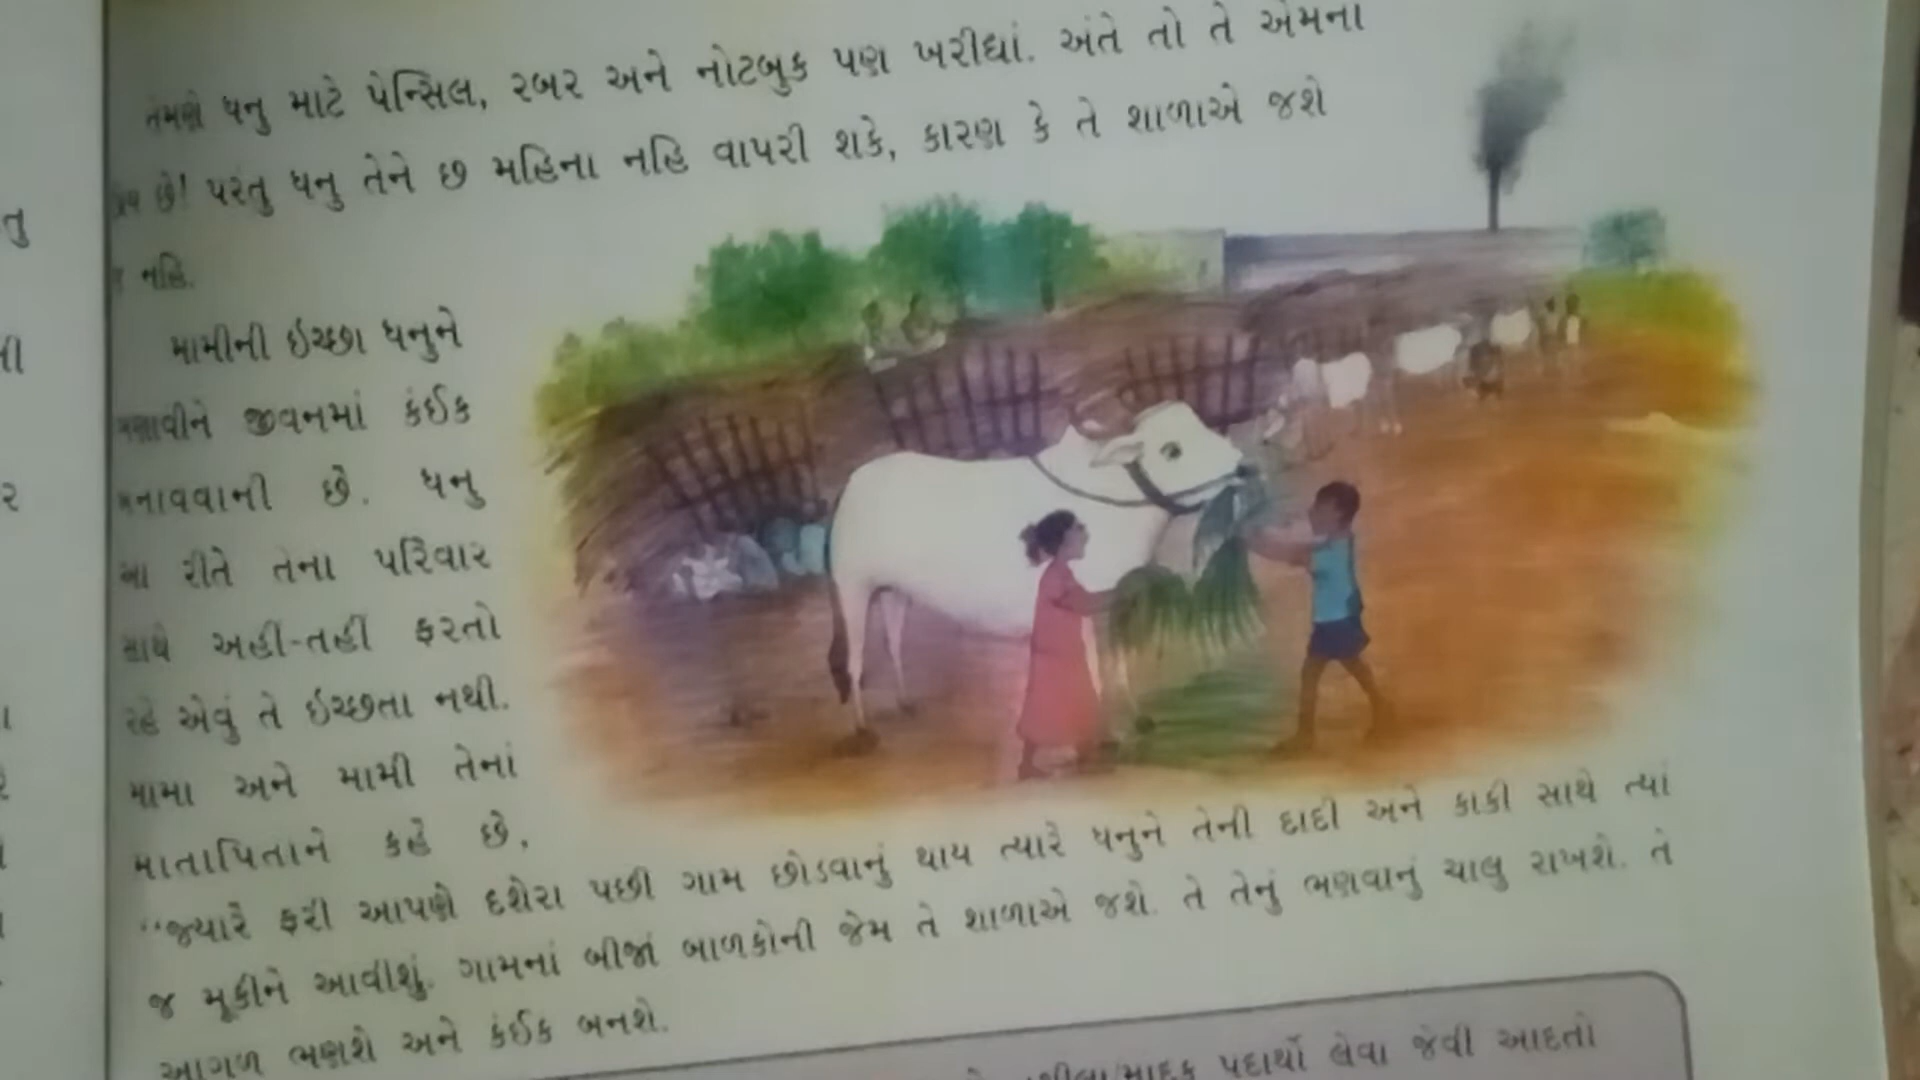 તેમણે ધનુ માટે પેન્સિલ, રબર અને નોટબુક પણ ખરીદ્યાં. અંતે તો તે એમના
છે! પરંતુ ધનુ તેને છ મહિના નહિ વાપરી શકે, કારણ કે તે શાળાએ જશે
નહિ.
મામીની ઈચ્છા ધનુને
ભણાવીને જીવનમાં કંઈક
બનાવવાની છે. ધનુ
આ રીતે તેના પરિવાર
સાથે અહીં-તહીં ફરતો
રહે એવું તે ઈચ્છતા નથી.
મામા અને મામી તેનાં
માતાપિતાને કહે છે,
“જ્યારે ફરી આપણે દશેરા પછી ગામ છોડવાનું થાય ત્યારે ધનુને તેની દાદી અને કાકી સાથે ત્યાં
જ મૂકીને આવીશું. ગામનાં બીજાં બાળકોની જેમ તે શાળાએ જશે. તે તેનું ભણવાનું ચાલુ રાખશે. તે
આગળ ભણશે અને કંઈક બનશે.
પદાર્થો લેવા જેવી આદતો